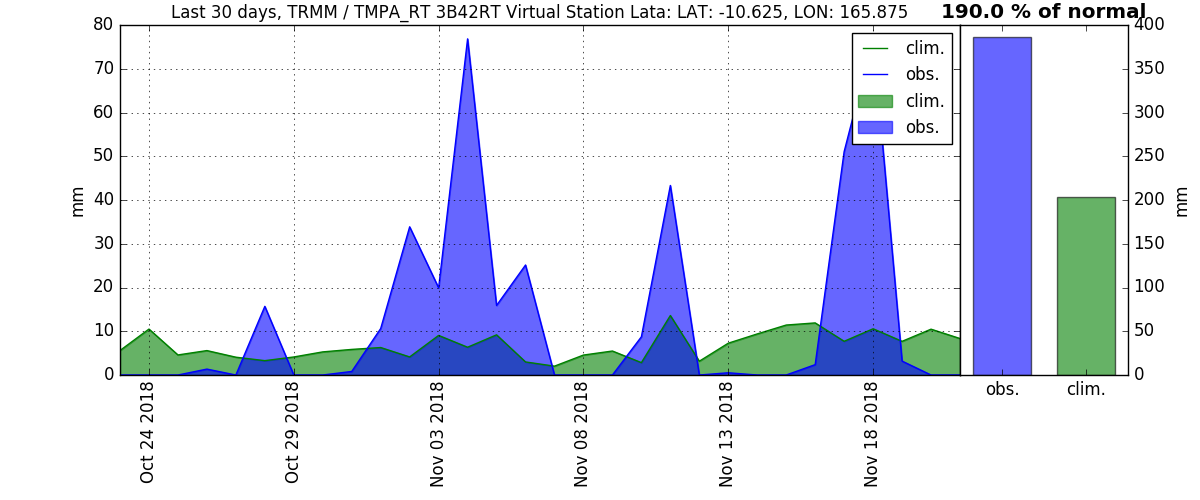 Last 30 days, TRMM / TMPA_RT 3B42RT Virtual Station Lata: LAT: -10.625, LON: 165.875
190.0 % of normal
80
70
60
50
40
30
20
10
0
mm
clim.
obs.
clim.
obs.
Oct 24 2018
Oct 29 2018
Nov 03 2018
Nov 08 2018
Nov 13 2018
Nov 18 2018
400
350
300
250
200
150
100
50
0
mm
obs.
clim.